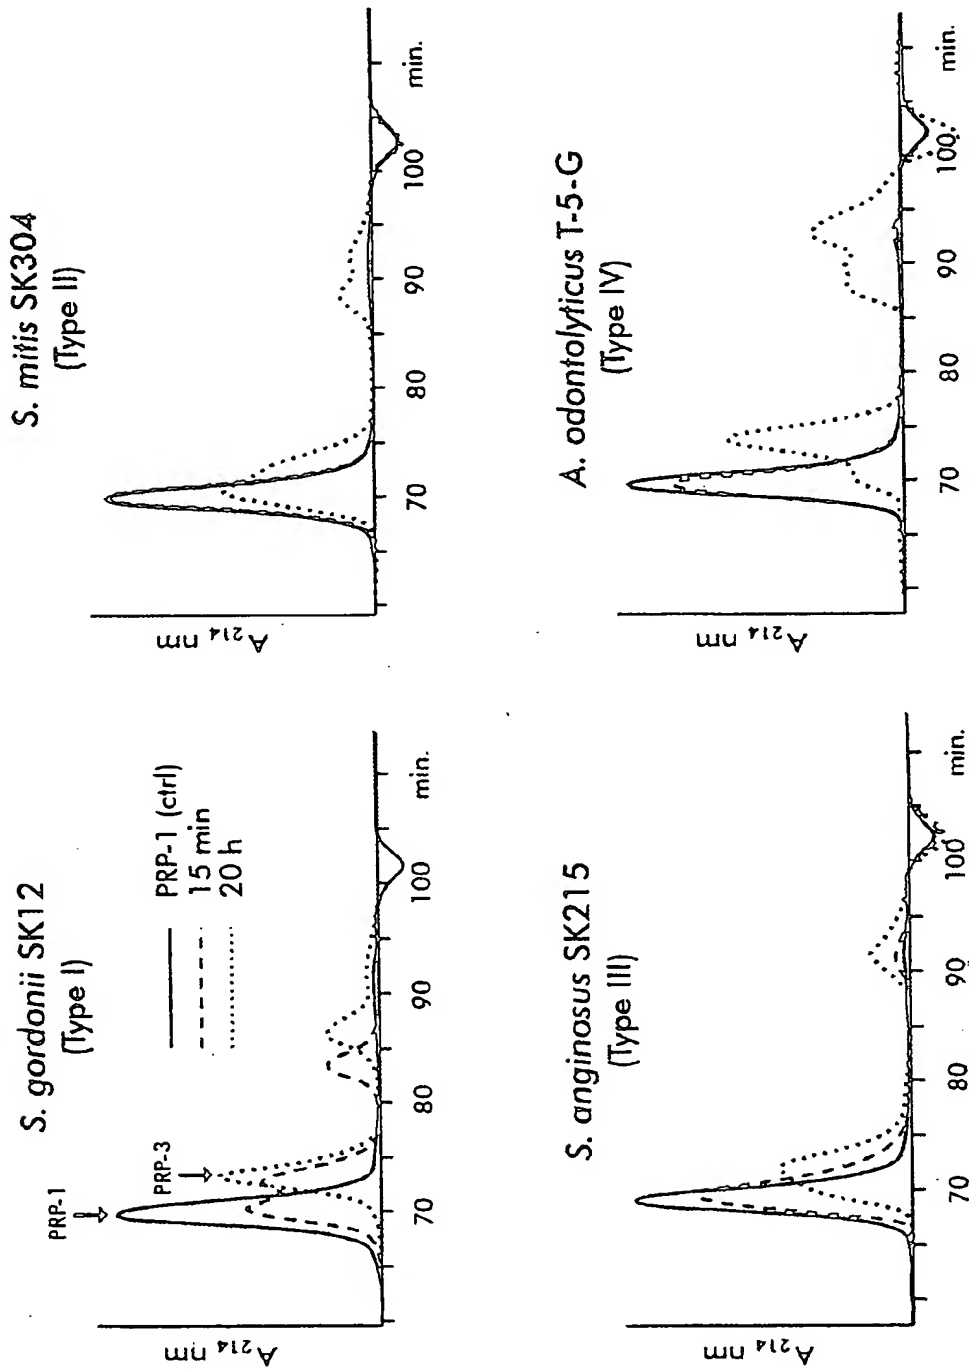 S. gordonii SK12
(Type I)
PRP-1
PRP-3
PRP-1 (ctrl)
15 min
20 h
A214 nm
70 80 90 100 min.
S. mitis SK304
(Type II)
A214 nm
70 80 90 100 min.
S. anginosus SK215
(Type III)
A214 nm
70 80 90 100 min.
A. odontolyticus T-5-G
(Type IV)
A214 nm
70 80 90 100 min.